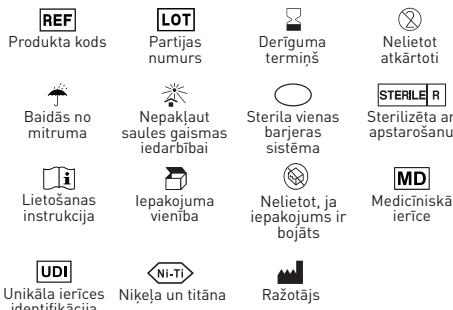 REF
LOT
Produkta kods
Partijas
numurs
Derīguma
termiņš
Nelietot
atkārtoti
2
STERILE R
Baidās no
mitruma
Nepakļaut
saules gaismas
iedarbībai
Sterila vienas
barjeras
sistēma
Sterilizēta ar
apstarošanu
i
MD
Lietošanas
instrukcija
Iepakojuma
vienība
Nelietot, ja
iepakojums ir
bojāts
Medicīniskā
ierīce
UDI
Ni-Ti
Unikāla ierīces
identifikācija
Niķeļa un titāna
Ražotājs